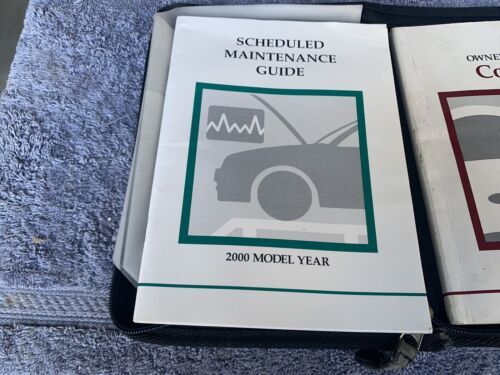 SCHEDULED
MAINTENANCE
GUIDE
2000 MODEL YEAR
OWNE
Co